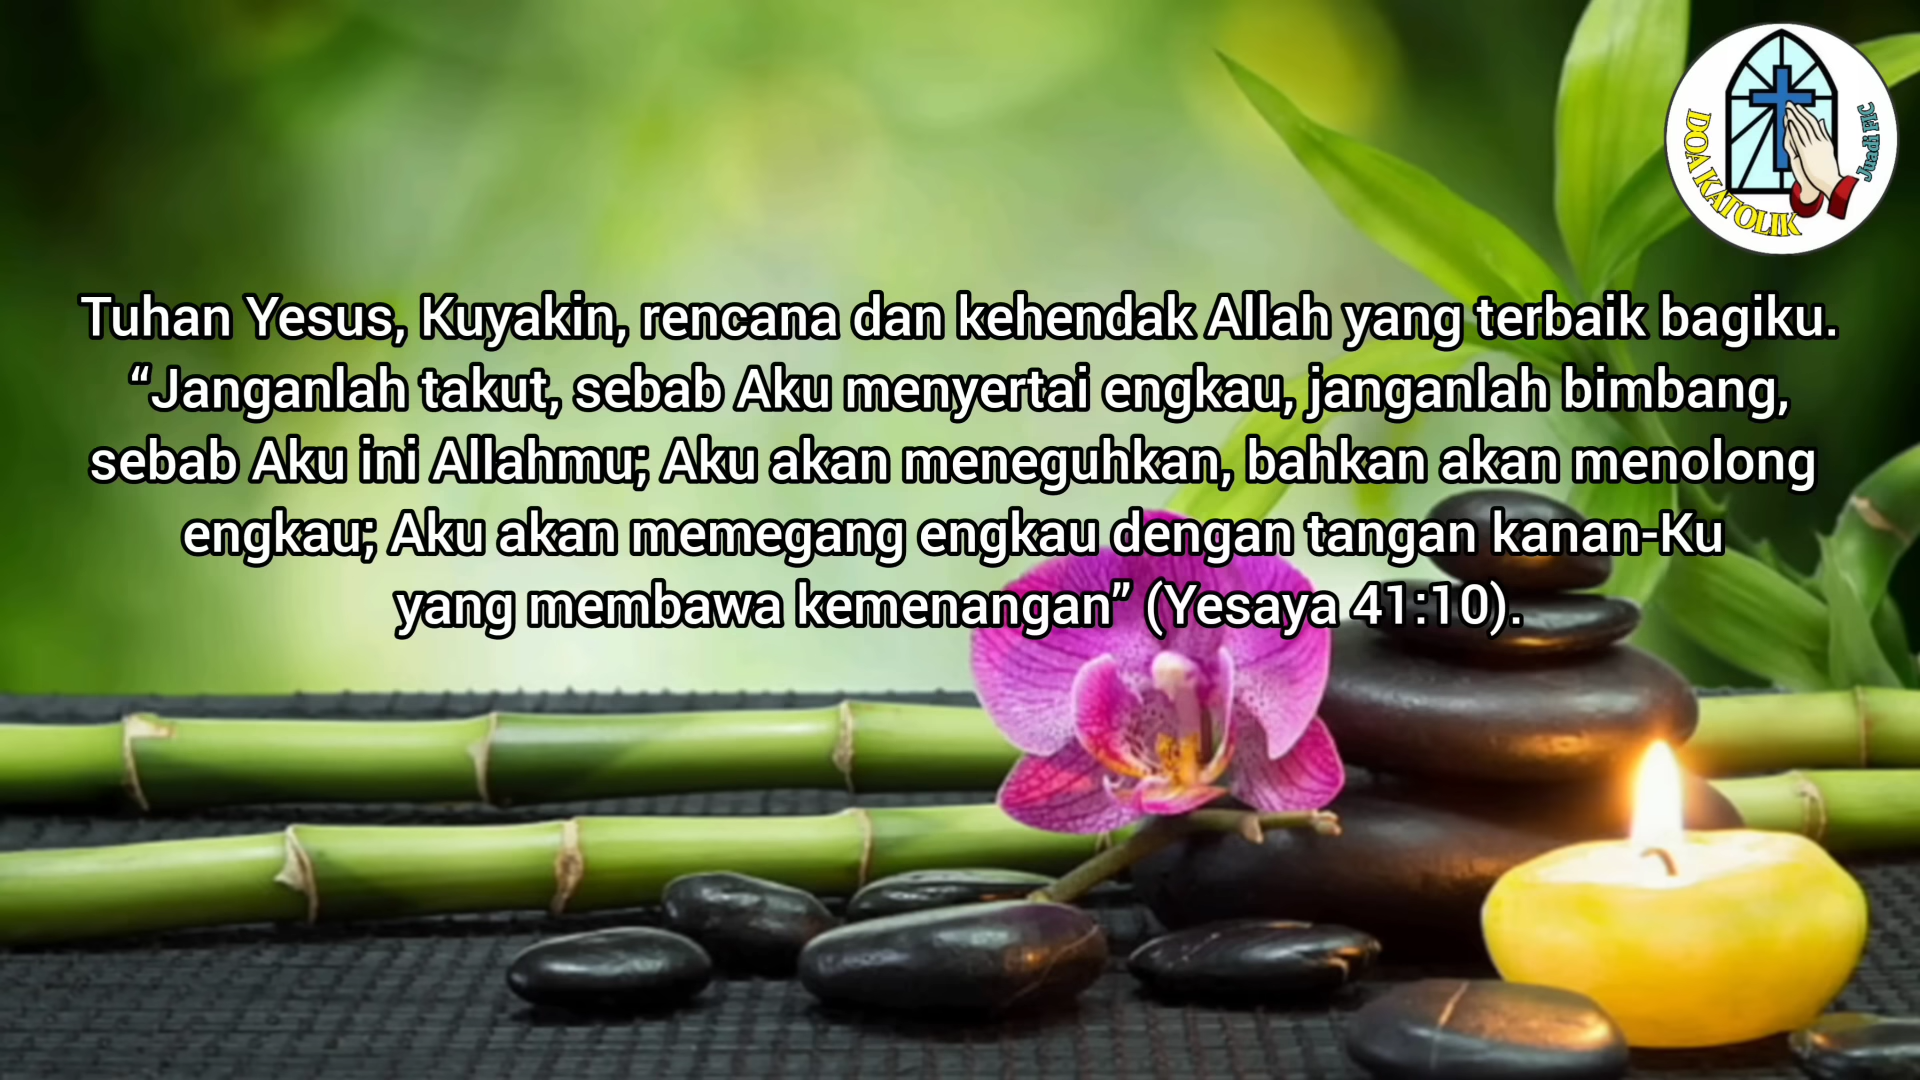 DOA KATOLIK
Juadi FIC
Tuhan Yesus, Kuyakin, rencana dan kehendak Allah yang terbaik bagiku.
“Janganlah takut, sebab Aku menyertai engkau, janganlah bimbang,
sebab Aku ini Allahmu; Aku akan meneguhkan, bahkan akan menolong
engkau; Aku akan memegang engkau dengan tangan kanan-Ku
yang membawa kemenangan” (Yesaya 41:10).